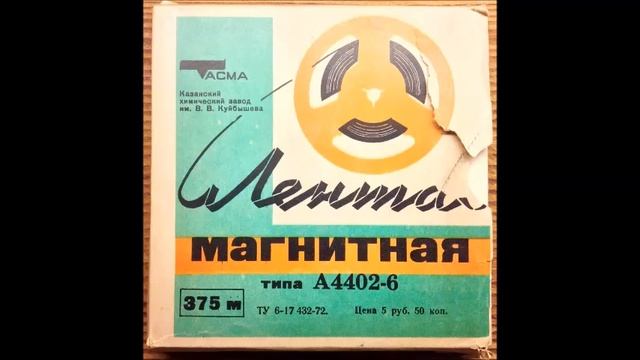 ТАСМА
Казанский
химический завод
им. В. В. Куйбышева
Лента
магнитная
типа А4402-6
375 м
ТУ 6-17 432-72. Цена 5 руб. 50 коп.